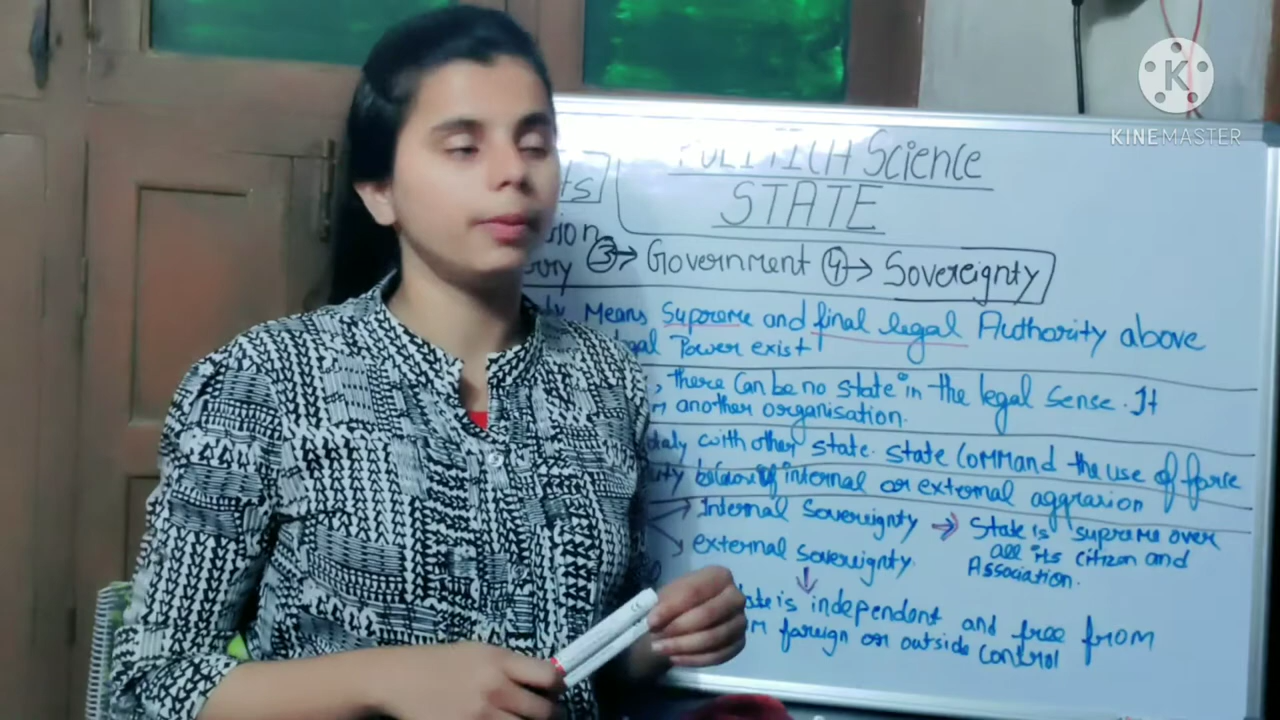 K
KINEMASTER
Science
STATE
③→ Government ④→ Sovereignty
Means Supreme and final legal Authority above
Power exist
, there can be no state in the legal sense. It
another organisation.
with other state. state command the use of force
internal or external aggrasion
Internal Sovereignty → State is supreme over
all its citizen and
Association.
external sovereignty.
is independent and free from
foreign or outside control